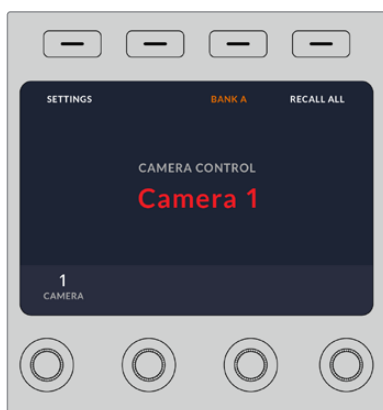 SETTINGS BANK A RECALL ALL
CAMERA CONTROL
Camera 1
1
CAMERA